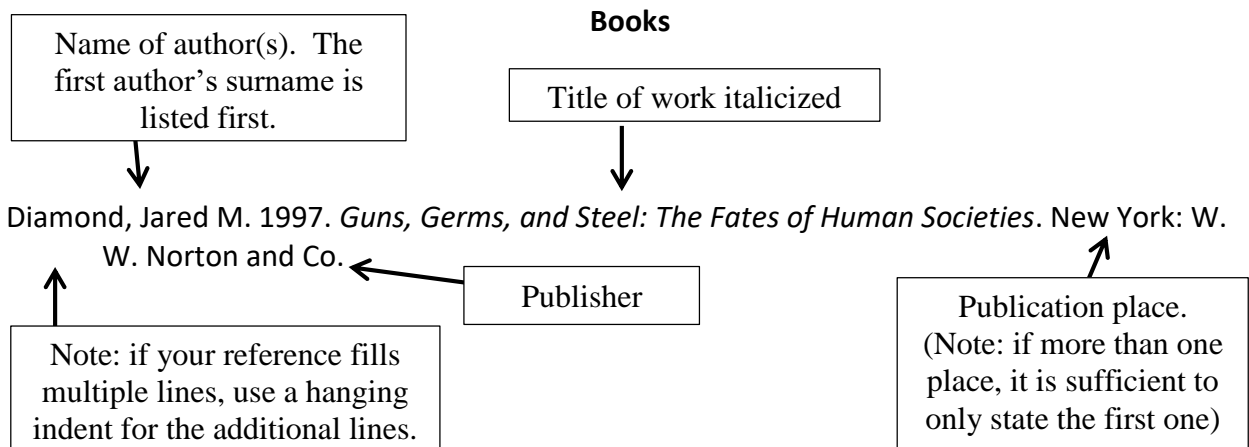 Books
Name of author(s).  The
first author's surname is
listed first.
Title of work italicized
Diamond, Jared M. 1997. Guns, Germs, and Steel: The Fates of Human Societies. New York: W.
W. Norton and Co.
Publisher
Publication place.
(Note: if more than one
place, it is sufficient to
only state the first one)
Note: if your reference fills
multiple lines, use a hanging
indent for the additional lines.